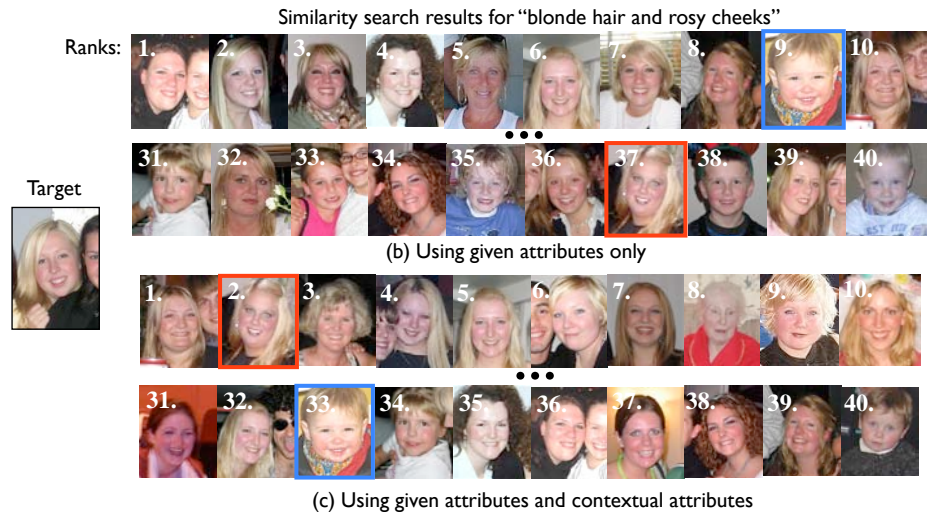 Similarity search results for “blonde hair and rosy cheeks”
Ranks: 1. 2. 3. 4. 5. 6. 7. 8. 9. 10.
31. 32. 33. 34. 35. 36. 37. 38. 39. 40.
Target
(b) Using given attributes only
1. 2. 3. 4. 5. 6. 7. 8. 9. 10.
31. 32. 33. 34. 35. 36. 37. 38. 39. 40.
(c) Using given attributes and contextual attributes